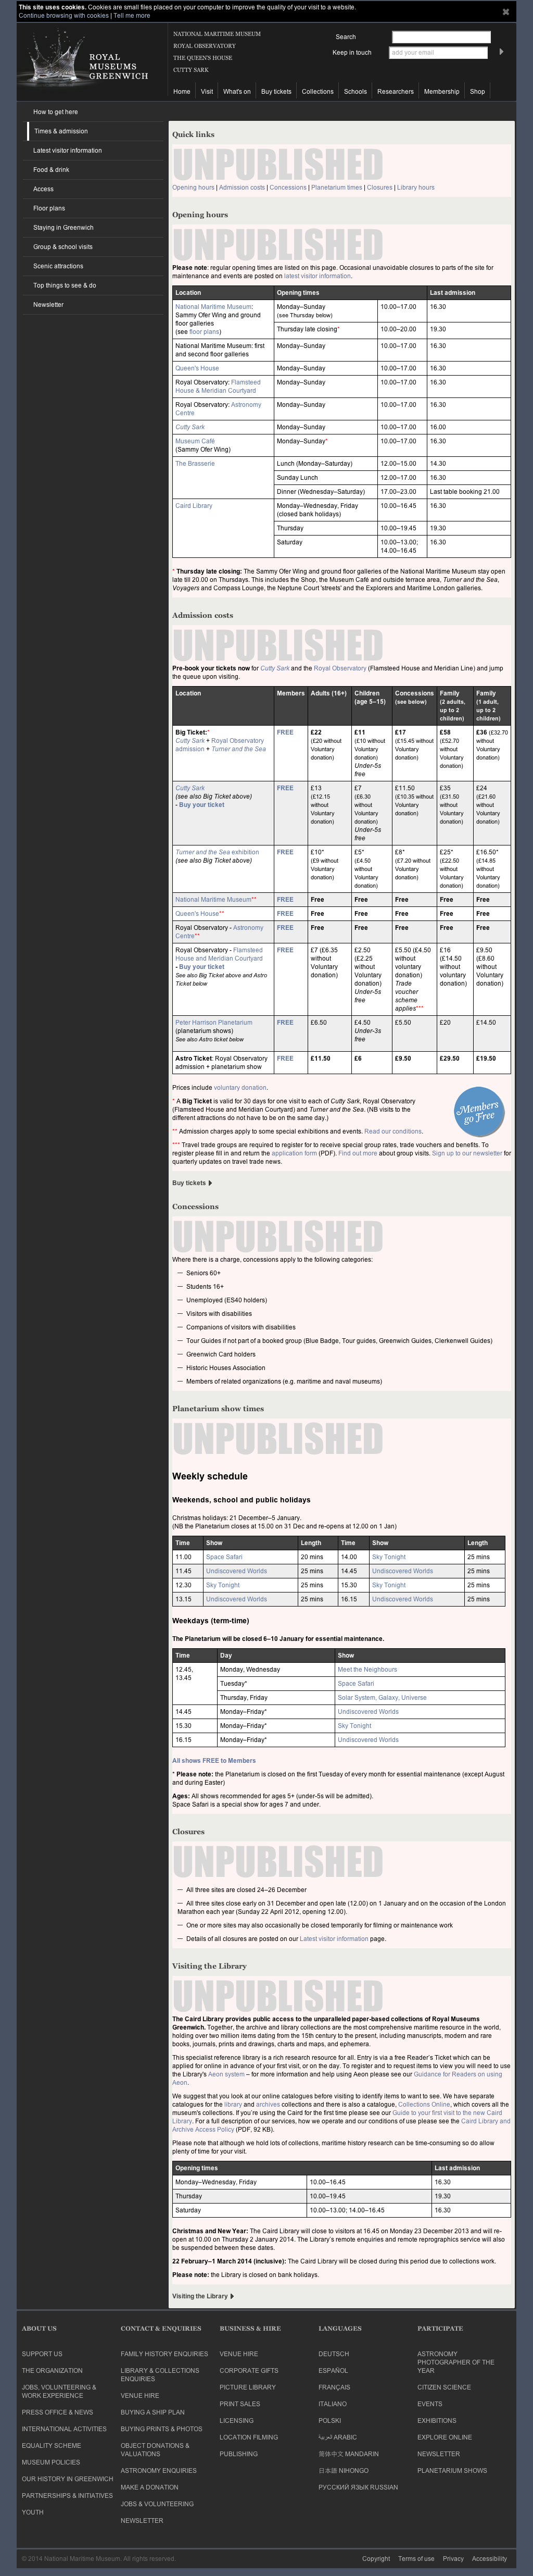 This site uses cookies. Cookies are small files placed on your computer to improve the quality of your visit to a website.
Continue browsing with cookies | Tell me more
ROYAL
MUSEUMS
GREENWICH
NATIONAL MARITIME MUSEUM
ROYAL OBSERVATORY
THE QUEEN'S HOUSE
CUTTY SARK
Search
Keep in touch add your email
Home Visit What's on Buy tickets Collections Schools Researchers Membership Shop
How to get here
Times & admission
Latest visitor information
Food & drink
Access
Floor plans
Staying in Greenwich
Group & school visits
Scenic attractions
Top things to see & do
Newsletter
Quick links
UNPUBLISHED
Opening hours | Admission costs | Concessions | Planetarium times | Closures | Library hours
Opening hours
UNPUBLISHED
Please note: regular opening times are listed on this page. Occasional unavoidable closures to parts of the site for
maintenance and events are posted on latest visitor information.
Location Opening times Last admission
National Maritime Museum: Monday–Sunday 10.00–17.00 16.30
Sammy Ofer Wing and ground (see Thursday below)
floor galleries Thursday late closing* 10.00–20.00 19.30
(see floor plans)
National Maritime Museum: first Monday–Sunday 10.00–17.00 16.30
and second floor galleries
Queen's House Monday–Sunday 10.00–17.00 16.30
Royal Observatory: Flamsteed Monday–Sunday 10.00–17.00 16.30
House & Meridian Courtyard
Royal Observatory: Astronomy Monday–Sunday 10.00–17.00 16.30
Centre
Cutty Sark Monday–Sunday 10.00–17.00 16.00
Museum Café Monday–Sunday* 10.00–17.00 16.30
(Sammy Ofer Wing)
The Brasserie Lunch (Monday–Saturday) 12.00–15.00 14.30
Sunday Lunch 12.00–17.00 16.30
Dinner (Wednesday–Saturday) 17.00–23.00 Last table booking 21.00
Caird Library Monday–Wednesday, Friday 10.00–16.45 16.30
(closed bank holidays)
Thursday 10.00–19.45 19.30
Saturday 10.00–13.00; 16.30
14.00–16.45
* Thursday late closing: The Sammy Ofer Wing and ground floor galleries of the National Maritime Museum stay open
late till 20.00 on Thursdays. This includes the Shop, the Museum Café and outside terrace area, Turner and the Sea,
Voyagers and Compass Lounge, the Neptune Court 'streets' and the Explorers and Maritime London galleries.
Admission costs
UNPUBLISHED
Pre-book your tickets now for Cutty Sark and the Royal Observatory (Flamsteed House and Meridian Line) and jump
the queue upon visiting.
Location Members Adults (16+) Children Concessions Family Family
(age 5–15) (see below) (2 adults, (1 adult,
up to 2 up to 2
children) children)
Big Ticket:* FREE £22 £11 £17 £58 £36 (£32.70
Cutty Sark + Royal Observatory (£20 without (£10 without (£15.45 without (£52.70 without
admission + Turner and the Sea Voluntary Voluntary Voluntary without Voluntary
donation) donation) donation) Voluntary donation)
Under-5s donation)
free
Cutty Sark FREE £13 £7 £11.50 £35 £24
(see also Big Ticket above) (£12.15 (£6.30 (£10.35 without (£31.50 (£21.60
- Buy your ticket without without Voluntary without without
Voluntary Voluntary donation) Voluntary Voluntary
donation) donation) donation) donation)
Under-5s
free
Turner and the Sea exhibition FREE £10* £5* £8* £25* £16.50*
(see also Big Ticket above) (£9 without (£4.50 (£7.20 without (£22.50 (£14.85
Voluntary without Voluntary without without
donation) Voluntary donation) Voluntary Voluntary
donation) donation) donation)
National Maritime Museum** FREE Free Free Free Free Free
Queen's House** FREE Free Free Free Free Free
Royal Observatory - Astronomy FREE Free Free Free Free Free
Centre**
Royal Observatory - Flamsteed FREE £7 (£6.35 £2.50 £5.50 (£4.50 £16 £9.50
House and Meridian Courtyard without (£2.25 without (£14.50 (£8.60
- Buy your ticket Voluntary without voluntary without without
See also Big Ticket above and Astro donation) Voluntary donation) voluntary Voluntary
Ticket below donation) Trade donation) donation)
Under-5s voucher
free scheme
applies***
Peter Harrison Planetarium FREE £6.50 £4.50 £5.50 £20 £14.50
(planetarium shows) Under-3s
See also Astro ticket below free
Astro Ticket: Royal Observatory FREE £11.50 £6 £9.50 £29.50 £19.50
admission + planetarium show
Prices include voluntary donation.
* A Big Ticket is valid for 30 days for one visit to each of Cutty Sark, Royal Observatory
(Flamsteed House and Meridian Courtyard) and Turner and the Sea. (NB visits to the
different attractions do not have to be on the same day.)
Members
go Free
** Admission charges apply to some special exhibitions and events. Read our conditions.
*** Travel trade groups are required to register for to receive special group rates, trade vouchers and benefits. To
register please fill in and return the application form (PDF). Find out more about group visits. Sign up to our newsletter for
quarterly updates on travel trade news.
Buy tickets
Concessions
UNPUBLISHED
Where there is a charge, concessions apply to the following categories:
— Seniors 60+
— Students 16+
— Unemployed (ES40 holders)
— Visitors with disabilities
— Companions of visitors with disabilities
— Tour Guides if not part of a booked group (Blue Badge, Tour guides, Greenwich Guides, Clerkenwell Guides)
— Greenwich Card holders
— Historic Houses Association
— Members of related organizations (e.g. maritime and naval museums)
Planetarium show times
UNPUBLISHED
Weekly schedule
Weekends, school and public holidays
Christmas holidays: 21 December–5 January.
(NB the Planetarium closes at 15.00 on 31 Dec and re-opens at 12.00 on 1 Jan)
Time Show Length Time Show Length
11.00 Space Safari 20 mins 14.00 Sky Tonight 25 mins
11.45 Undiscovered Worlds 25 mins 14.45 Undiscovered Worlds 25 mins
12.30 Sky Tonight 25 mins 15.30 Sky Tonight 25 mins
13.15 Undiscovered Worlds 25 mins 16.15 Undiscovered Worlds 25 mins
Weekdays (term-time)
The Planetarium will be closed 6–10 January for essential maintenance.
Time Day Show
12.45, Monday, Wednesday Meet the Neighbours
13.45 Tuesday* Space Safari
Thursday, Friday Solar System, Galaxy, Universe
14.45 Monday–Friday* Undiscovered Worlds
15.30 Monday–Friday* Sky Tonight
16.15 Monday–Friday* Undiscovered Worlds
All shows FREE to Members
* Please note: the Planetarium is closed on the first Tuesday of every month for essential maintenance (except August
and during Easter)
Ages: All shows recommended for ages 5+ (under-5s will be admitted).
Space Safari is a special show for ages 7 and under.
Closures
UNPUBLISHED
— All three sites are closed 24–26 December
— All three sites close early on 31 December and open late (12.00) on 1 January and on the occasion of the London
Marathon each year (Sunday 22 April 2012, opening 12.00).
— One or more sites may also occasionally be closed temporarily for filming or maintenance work
— Details of all closures are posted on our Latest visitor information page.
Visiting the Library
UNPUBLISHED
The Caird Library provides public access to the unparalleled paper-based collections of Royal Museums
Greenwich. Together, the archive and library collections are the most comprehensive maritime resource in the world,
holding over two million items dating from the 15th century to the present, including manuscripts, modern and rare
books, journals, prints and drawings, charts and maps, and ephemera.
This specialist reference library is a rich research resource for all. Entry is via a free Reader's Ticket which can be
applied for online in advance of your first visit, or on the day. To register and to request items to view you will need to use
the Library's Aeon system – for more information and help using Aeon please see our Guidance for Readers on using
Aeon.
We suggest that you look at our online catalogues before visiting to identify items to want to see. We have separate
catalogues for the library and archives collections and there is also a catalogue, Collections Online, which covers all the
museum's collections. If you're using the Caird for the first time please see our Guide to your first visit to the new Caird
Library. For a full description of our services, how we operate and our conditions of use please see the Caird Library and
Archive Access Policy (PDF, 92 KB).
Please note that although we hold lots of collections, maritime history research can be time-consuming so do allow
plenty of time for your visit.
Opening times Last admission
Monday–Wednesday, Friday 10.00–16.45 16.30
Thursday 10.00–19.45 19.30
Saturday 10.00–13.00; 14.00–16.45 16.30
Christmas and New Year: The Caird Library will close to visitors at 16.45 on Monday 23 December 2013 and will re-
open at 10.00 on Thursday 2 January 2014. The Library's remote enquiries and remote reprographics service will also
be suspended between these dates.
22 February–1 March 2014 (inclusive): The Caird Library will be closed during this period due to collections work.
Please note: the Library is closed on bank holidays.
Visiting the Library
ABOUT US
SUPPORT US
THE ORGANIZATION
JOBS, VOLUNTEERING &
WORK EXPERIENCE
PRESS OFFICE & NEWS
INTERNATIONAL ACTIVITIES
EQUALITY SCHEME
MUSEUM POLICIES
OUR HISTORY IN GREENWICH
PARTNERSHIPS & INITIATIVES
YOUTH
CONTACT & ENQUIRIES
FAMILY HISTORY ENQUIRIES
LIBRARY & COLLECTIONS
ENQUIRIES
VENUE HIRE
BUYING A SHIP PLAN
BUYING PRINTS & PHOTOS
OBJECT DONATIONS &
VALUATIONS
ASTRONOMY ENQUIRIES
MAKE A DONATION
JOBS & VOLUNTEERING
NEWSLETTER
BUSINESS & HIRE
VENUE HIRE
CORPORATE GIFTS
PICTURE LIBRARY
PRINT SALES
LICENSING
LOCATION FILMING
PUBLISHING
LANGUAGES
DEUTSCH
ESPAÑOL
FRANÇAIS
ITALIANO
POLSKI
العربية ARABIC
简体中文 MANDARIN
日本語 NIHONGO
РУССКИЙ ЯЗЫК RUSSIAN
PARTICIPATE
ASTRONOMY
PHOTOGRAPHER OF THE
YEAR
CITIZEN SCIENCE
EVENTS
EXHIBITIONS
EXPLORE ONLINE
NEWSLETTER
PLANETARIUM SHOWS
© 2014 National Maritime Museum. All rights reserved.
Copyright Terms of use Privacy Accessibility